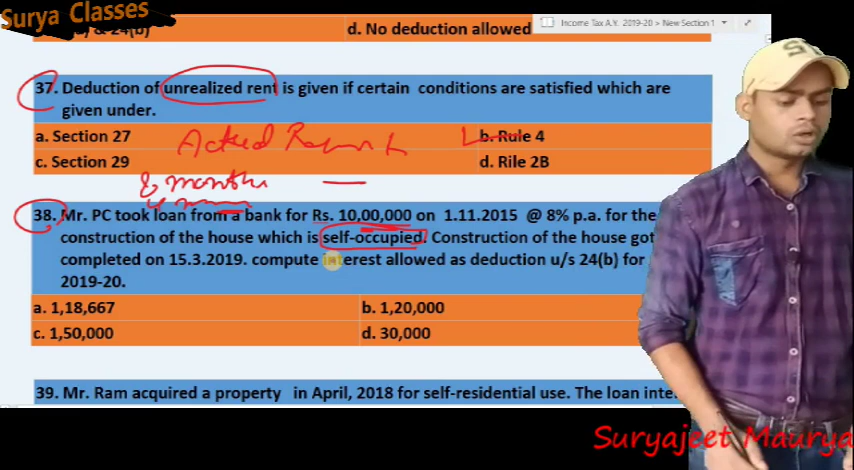 Surya Classes
& 24(b)
d. No deduction allowed
Income Tax A.Y. 2019-20 > New Section 1
37. Deduction of unrealized rent is given if certain conditions are satisfied which are
given under.
a. Section 27
b. Rule 4
c. Section 29
d. Rile 2B
8 months
38. Mr. PC took loan from a bank for Rs. 10,00,000 on 1.11.2015 @ 8% p.a. for the
construction of the house which is self-occupied. Construction of the house got
completed on 15.3.2019. compute interest allowed as deduction u/s 24(b) for
2019-20.
a. 1,18,667
b. 1,20,000
c. 1,50,000
d. 30,000
39. Mr. Ram acquired a property in April, 2018 for self-residential use. The loan inte
Suryajeet Maurya